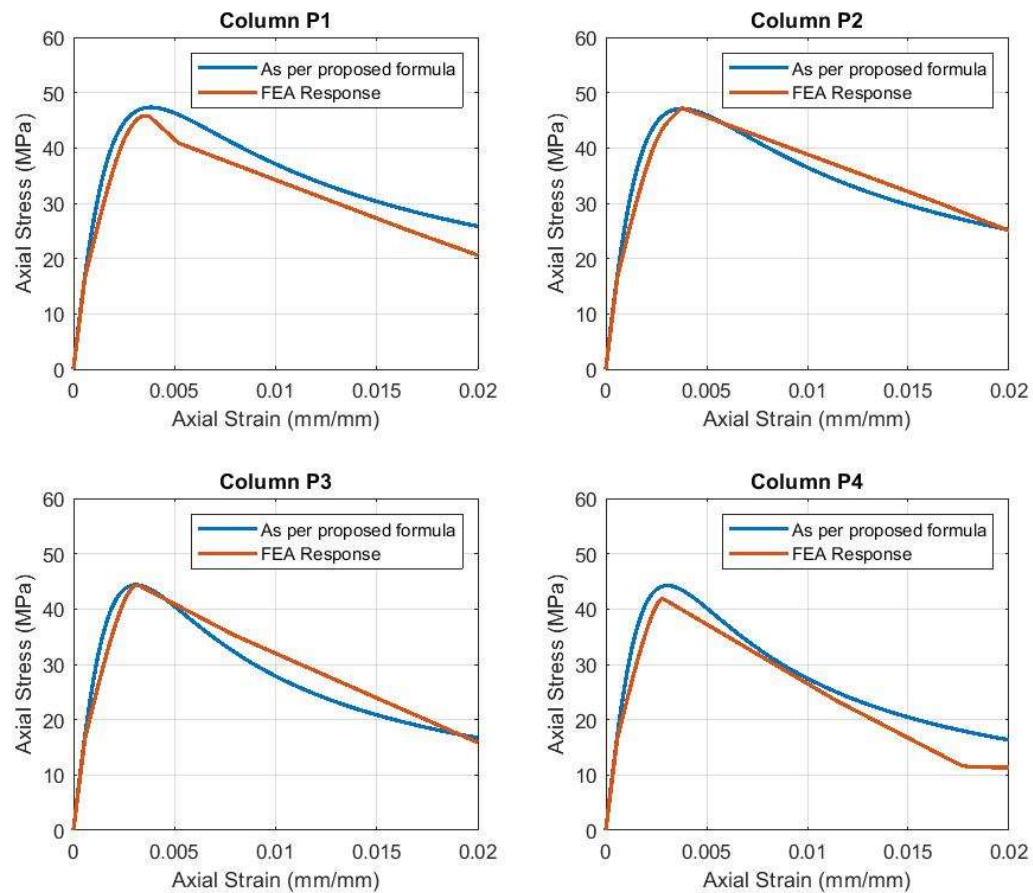 Column P1
60
50
40
30
20
10
0
Axial Stress (MPa)
As per proposed formula
FEA Response
0 0.005 0.01 0.015 0.02
Axial Strain (mm/mm)
Column P2
60
50
40
30
20
10
0
Axial Stress (MPa)
As per proposed formula
FEA Response
0 0.005 0.01 0.015 0.02
Axial Strain (mm/mm)
Column P3
60
50
40
30
20
10
0
Axial Stress (MPa)
As per proposed formula
FEA Response
0 0.005 0.01 0.015 0.02
Axial Strain (mm/mm)
Column P4
60
50
40
30
20
10
0
Axial Stress (MPa)
As per proposed formula
FEA Response
0 0.005 0.01 0.015 0.02
Axial Strain (mm/mm)